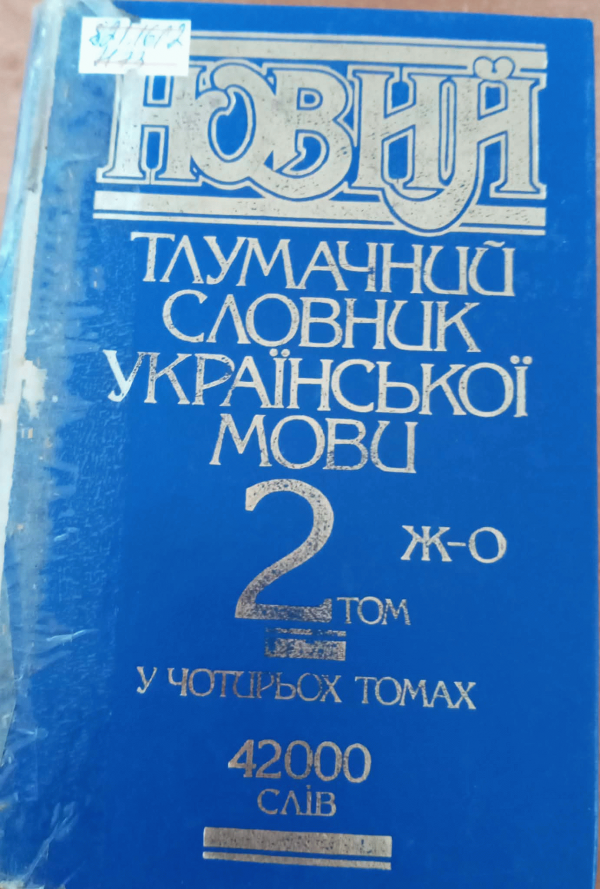 НОВИЙ
ТЛУМАЧНИЙ
СЛОВНИК
УКРАЇНСЬКОЇ
МОВИ
2
Ж-О
ТОМ
У ЧОТИРЬОХ ТОМАХ
42000
СЛІВ